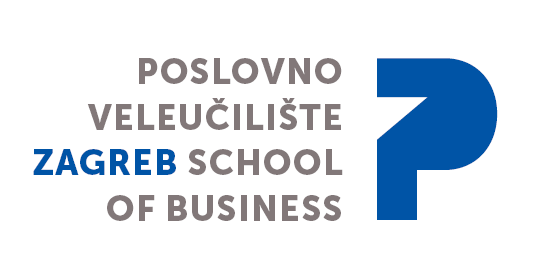 POSLOVNO
VELEUČILIŠTE
ZAGREB SCHOOL
OF BUSINESS